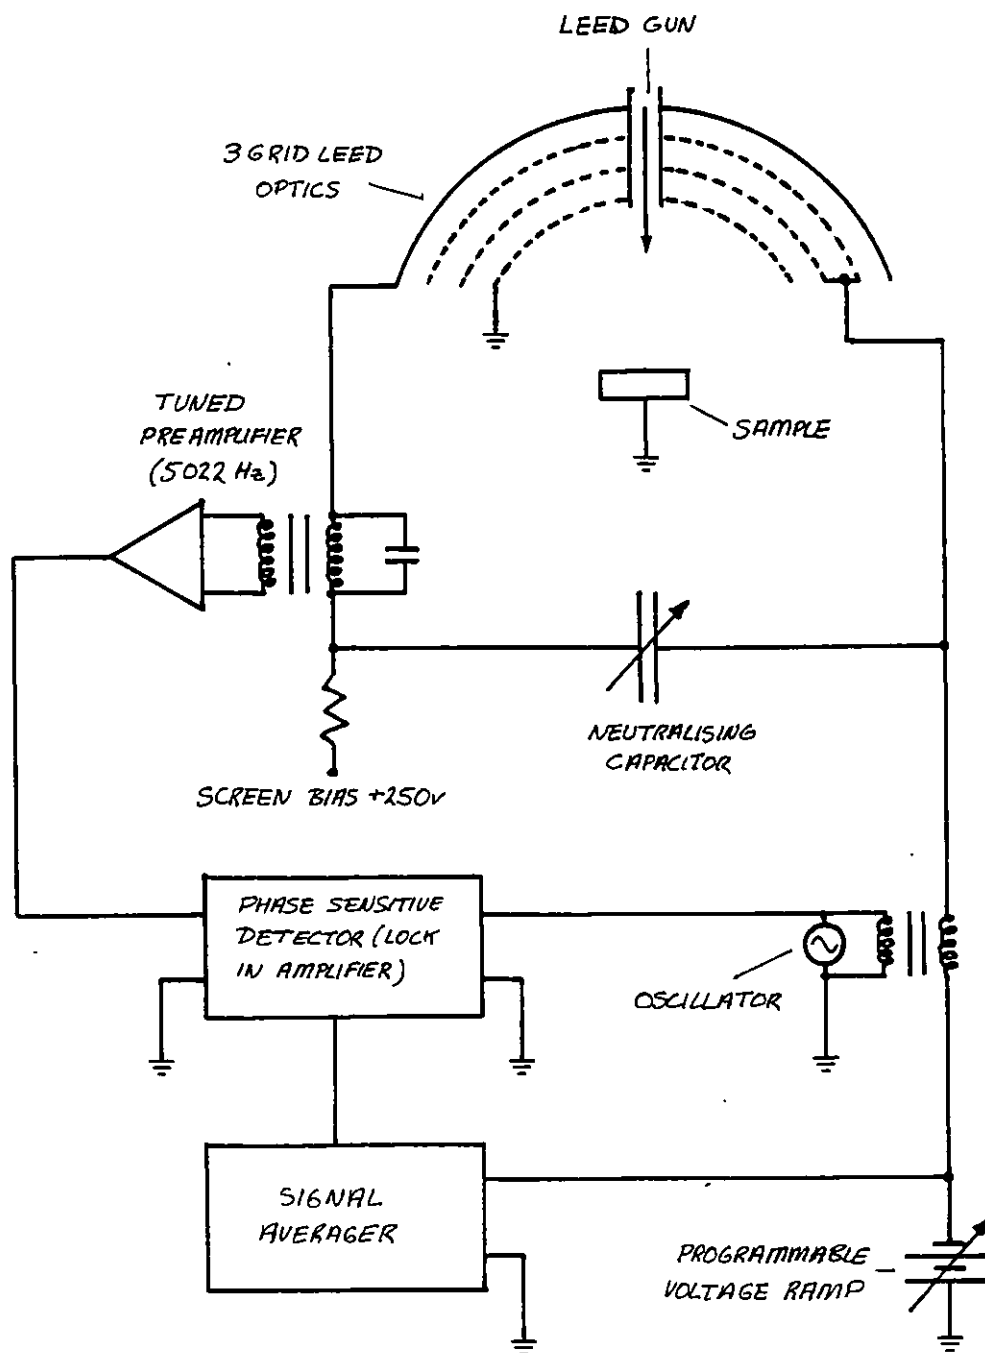 LEED GUN
3 GRID LEED
OPTICS
TUNED
PREAMPLIFIER
(5022 Hz)
SAMPLE
NEUTRALISING
CAPACITOR
SCREEN BIAS +250v
PHASE SENSITIVE
DETECTOR (LOCK
IN AMPLIFIER)
OSCILLATOR
SIGNAL
AVERAGER
PROGRAMMABLE
VOLTAGE RAMP